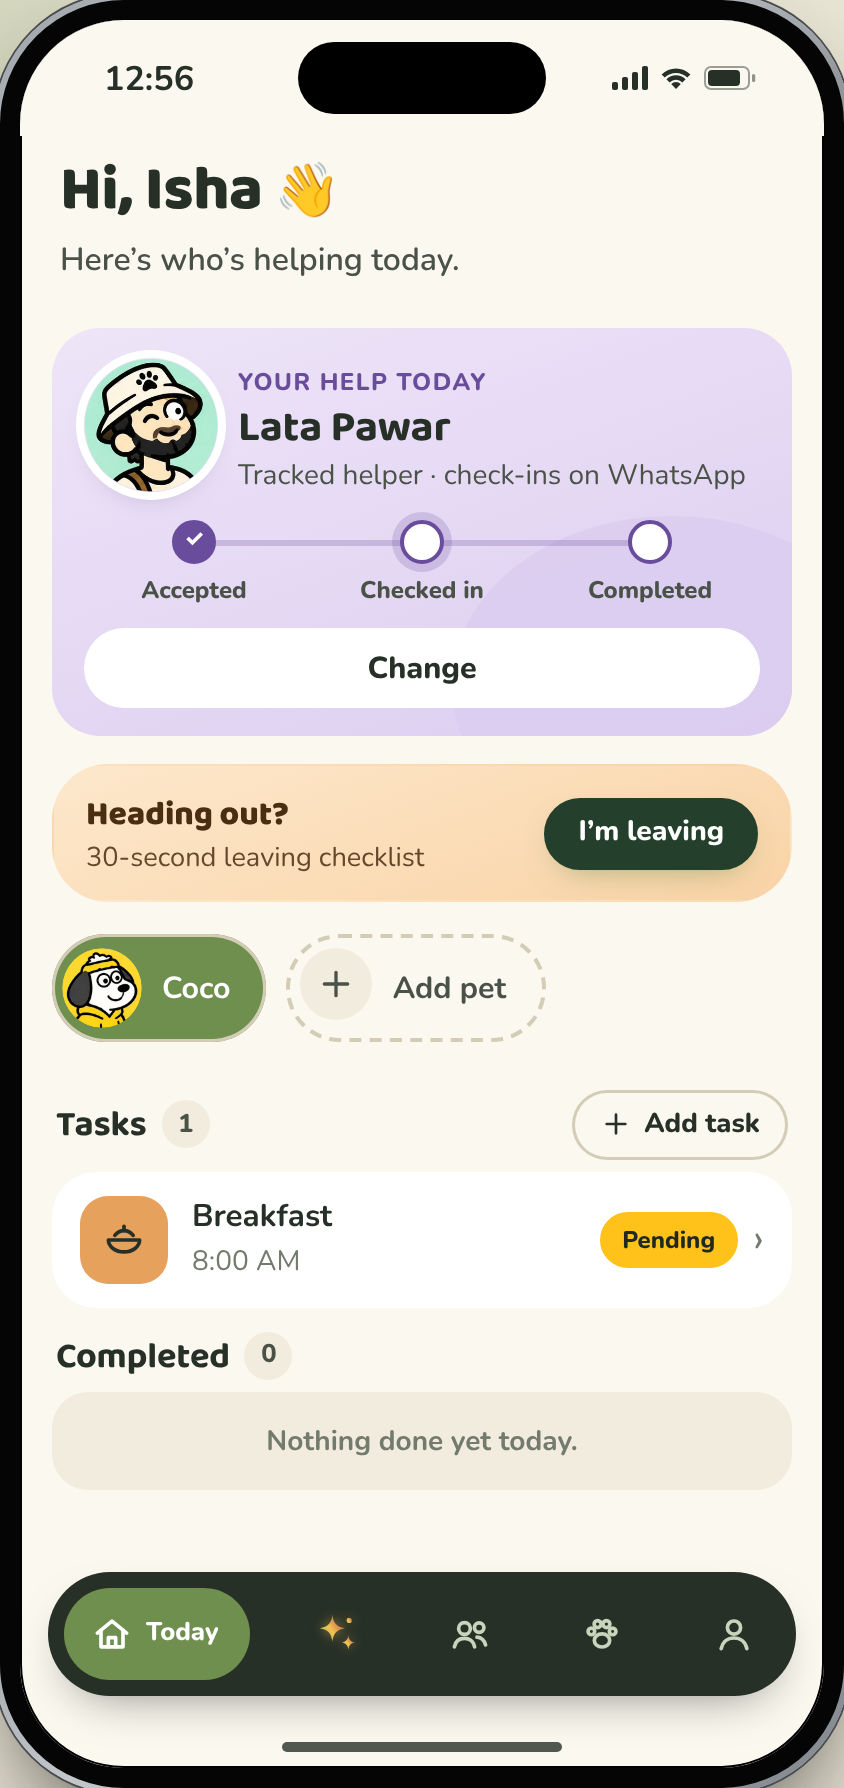 12:56
Hi, Isha 👋
Here’s who’s helping today.
YOUR HELP TODAY
Lata Pawar
Tracked helper · check-ins on WhatsApp
Accepted
Checked in
Completed
Change
Heading out?
30-second leaving checklist
I’m leaving
Coco
Add pet
Tasks 1
Add task
Breakfast
8:00 AM
Pending
Completed 0
Nothing done yet today.
Today